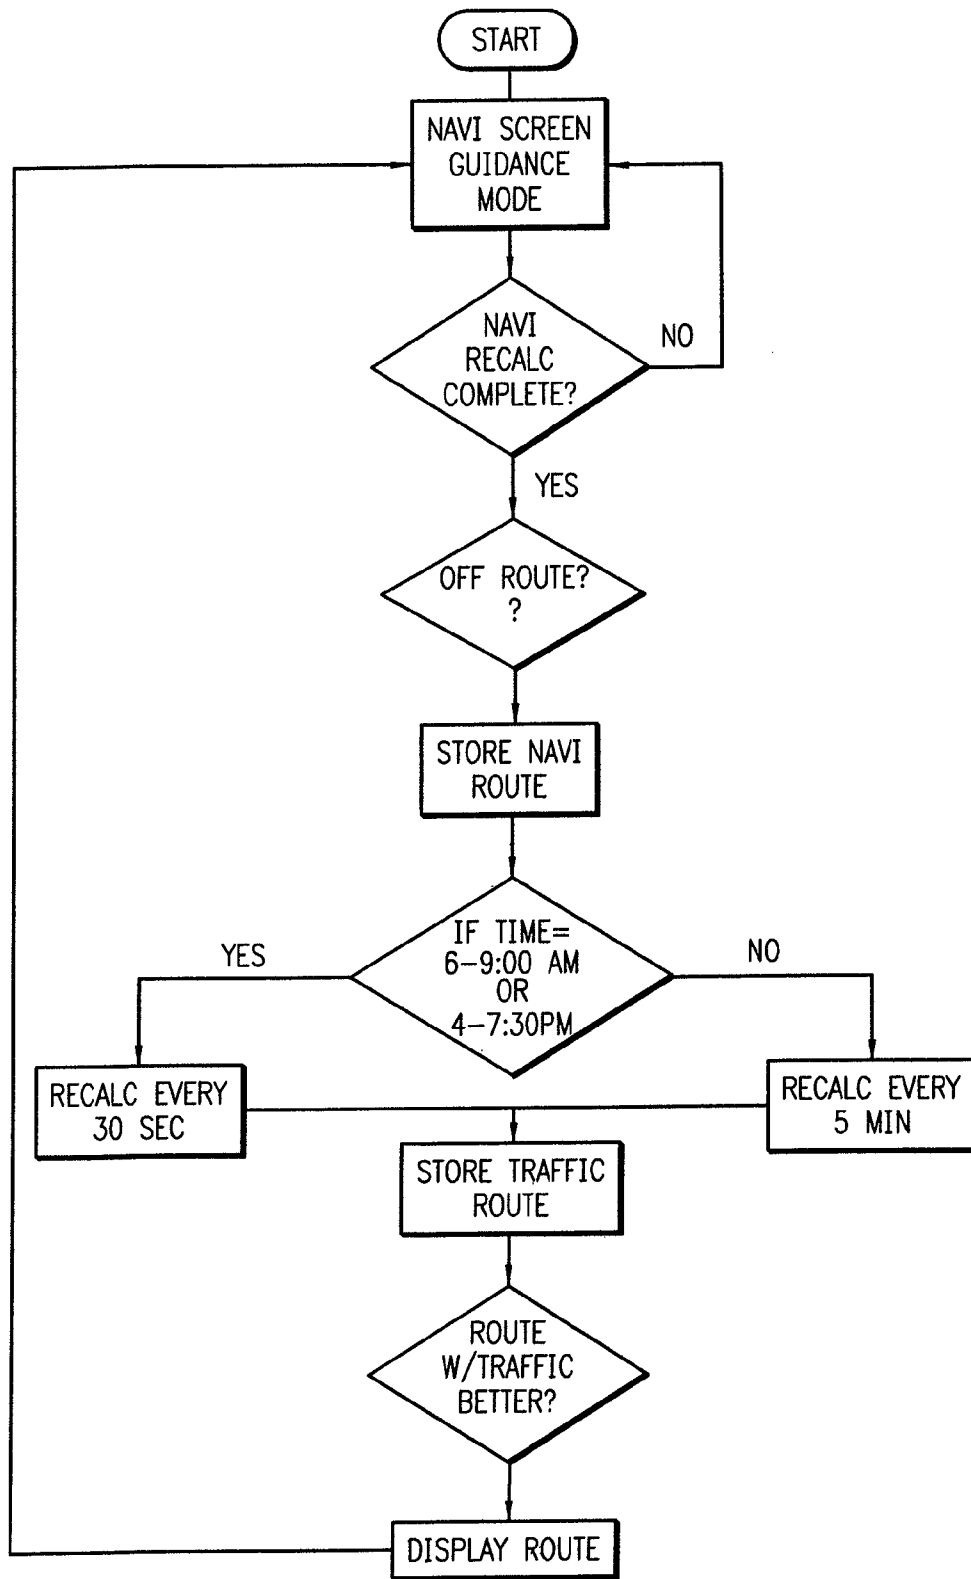 START
NAVI SCREEN
GUIDANCE
MODE
NAVI
RECALC
COMPLETE?
NO
YES
OFF ROUTE?
?
STORE NAVI
ROUTE
IF TIME=
6-9:00 AM
OR
4-7:30PM
YES
NO
RECALC EVERY
30 SEC
RECALC EVERY
5 MIN
STORE TRAFFIC
ROUTE
ROUTE
W/TRAFFIC
BETTER?
DISPLAY ROUTE